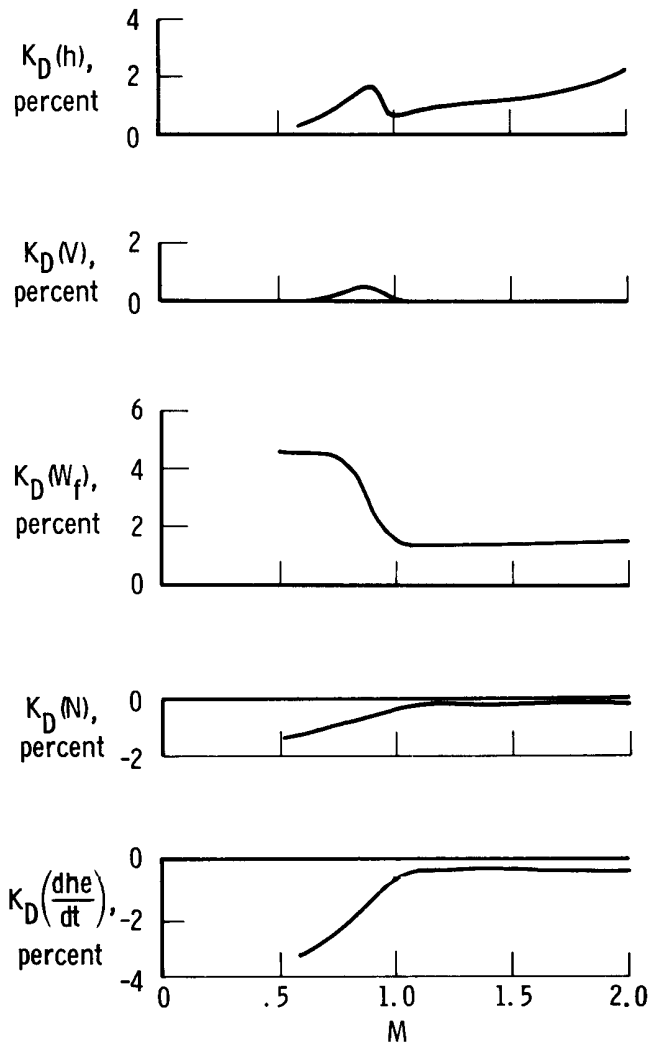 K_D(h),
percent
4
2
0
K_D(V),
percent
2
0
K_D(W_f),
percent
6
4
2
0
K_D(N),
percent
0
-2
K_D(dhe/dt),
percent
0
-2
-4
0 .5 1.0 1.5 2.0
M